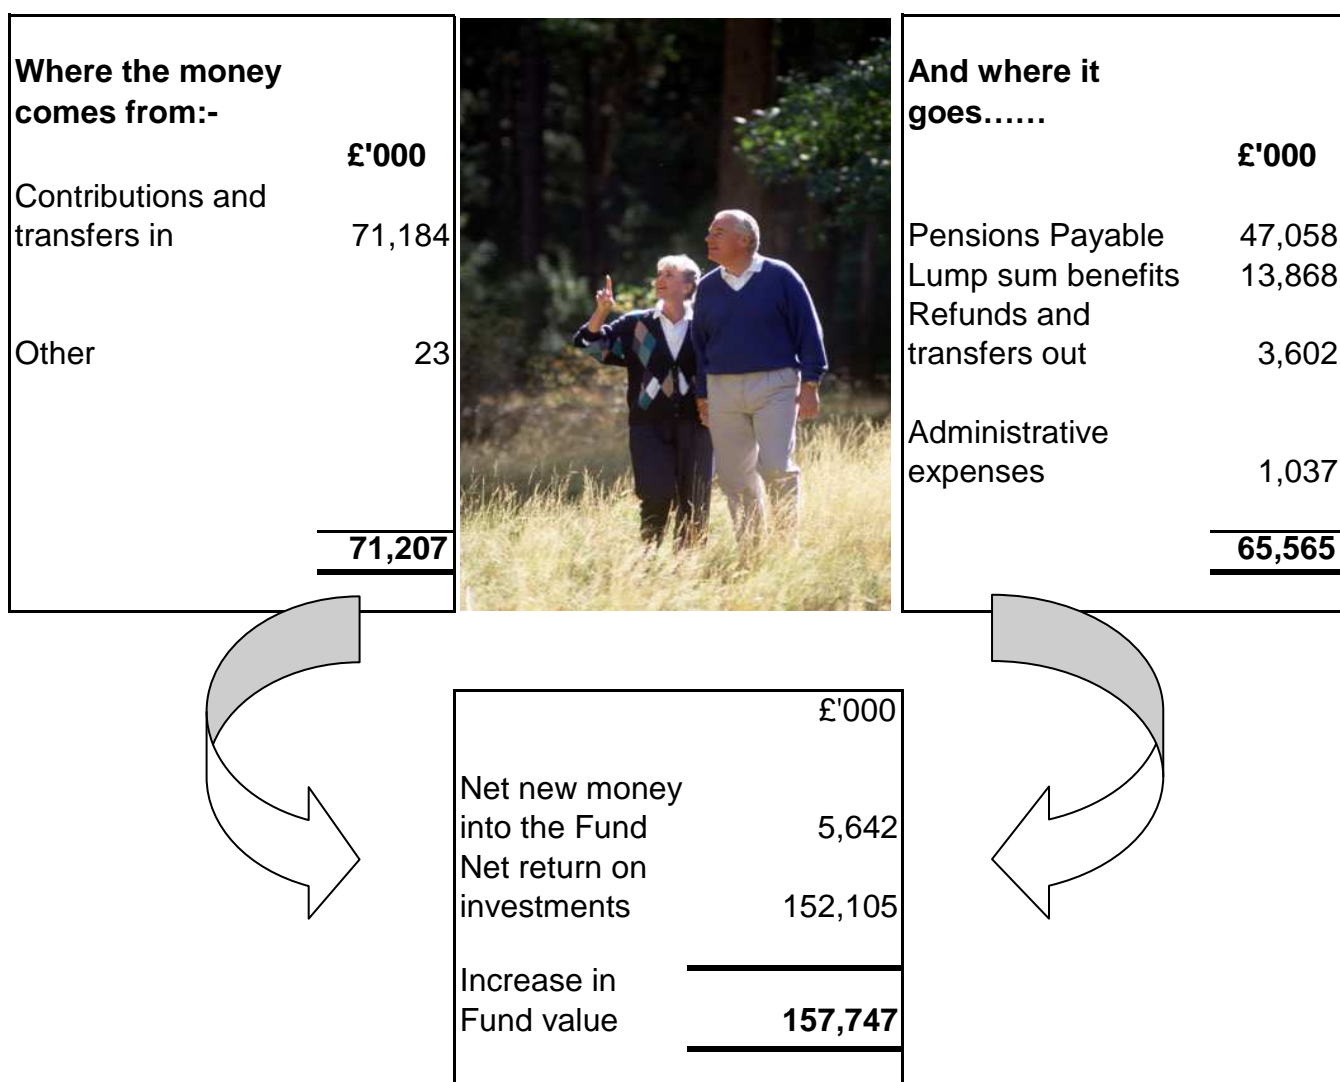 Where the money
comes from:-
£'000
Contributions and
transfers in 71,184
Other 23
71,207
And where it
goes……
£'000
Pensions Payable 47,058
Lump sum benefits 13,868
Refunds and
transfers out 3,602
Administrative
expenses 1,037
65,565
£'000
Net new money
into the Fund 5,642
Net return on
investments 152,105
Increase in
Fund value 157,747